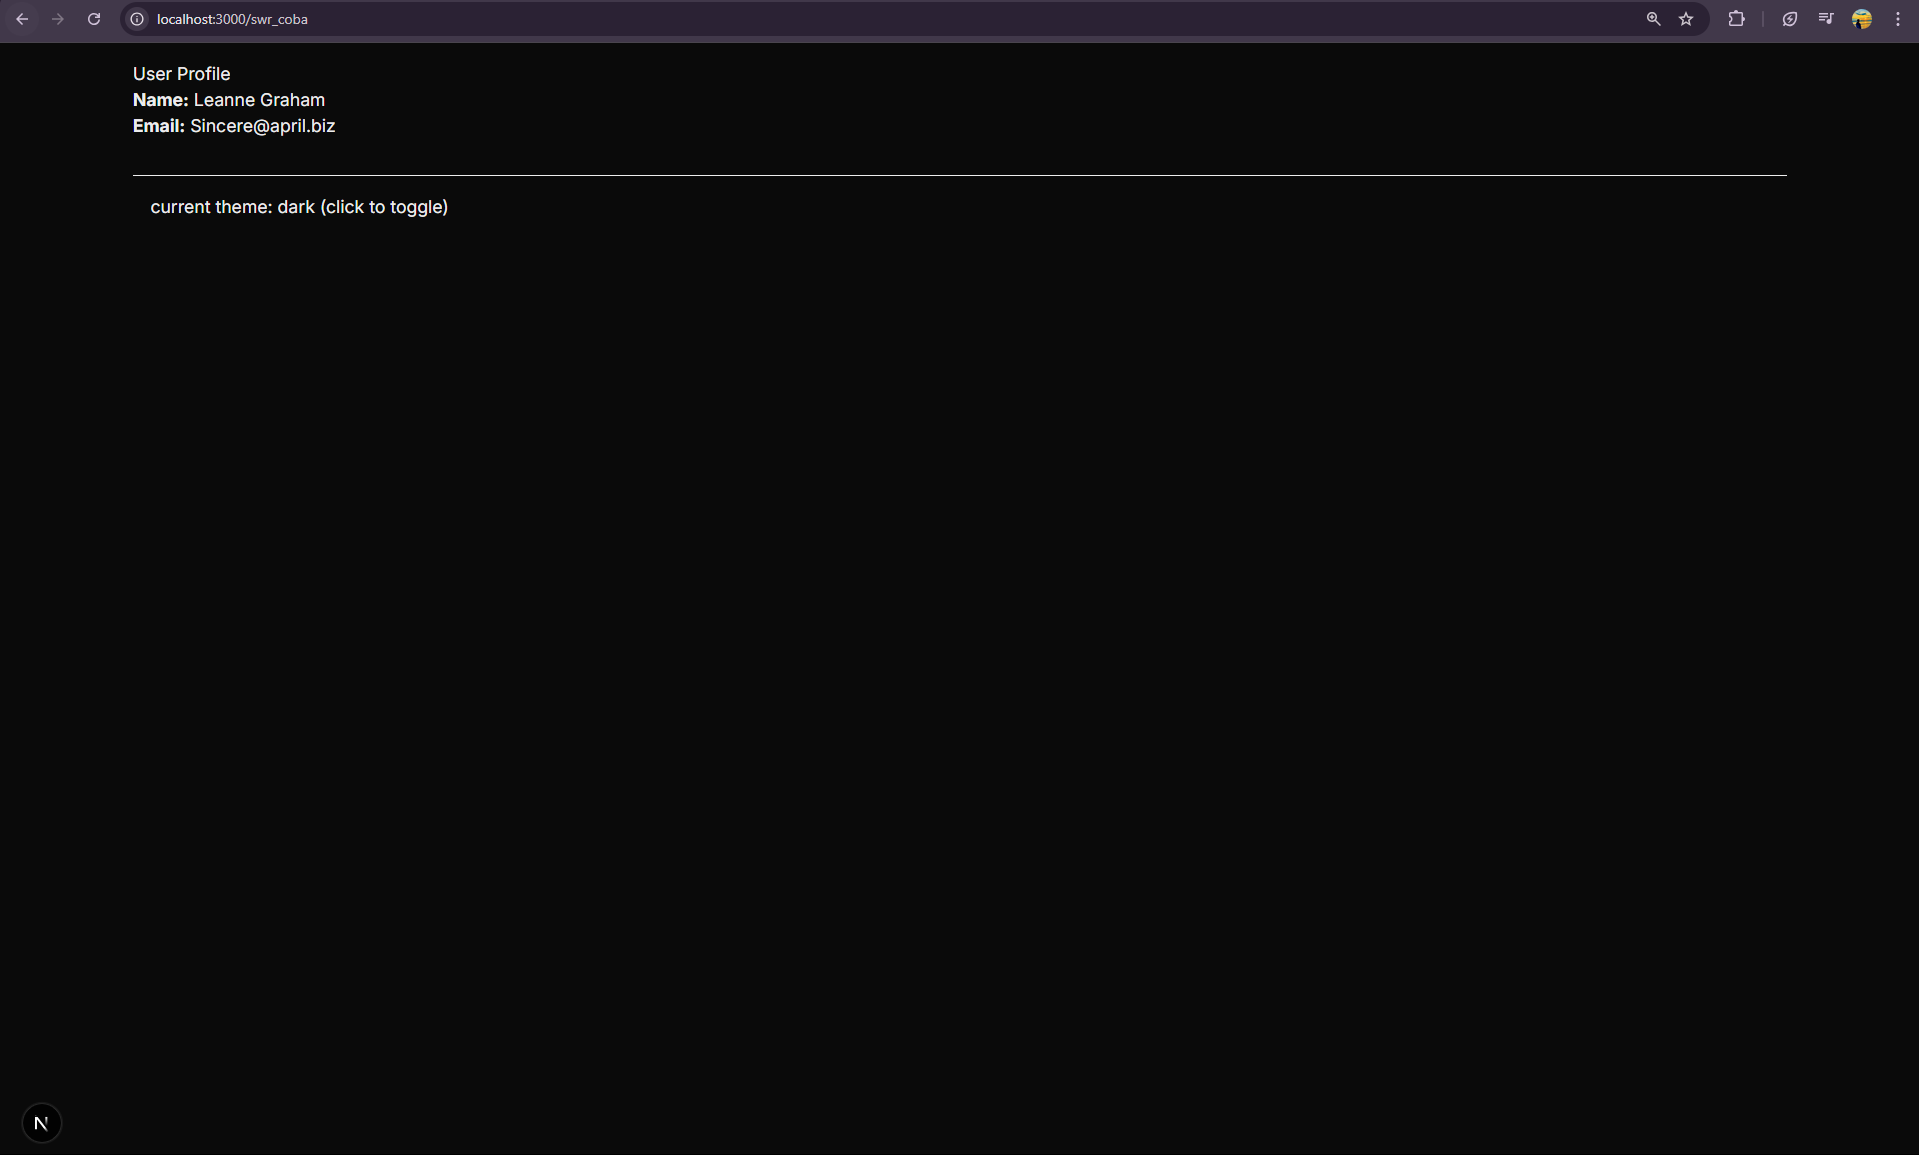 localhost:3000/swr_coba
User Profile
Name: Leanne Graham
Email: Sincere@april.biz
current theme: dark (click to toggle)
N